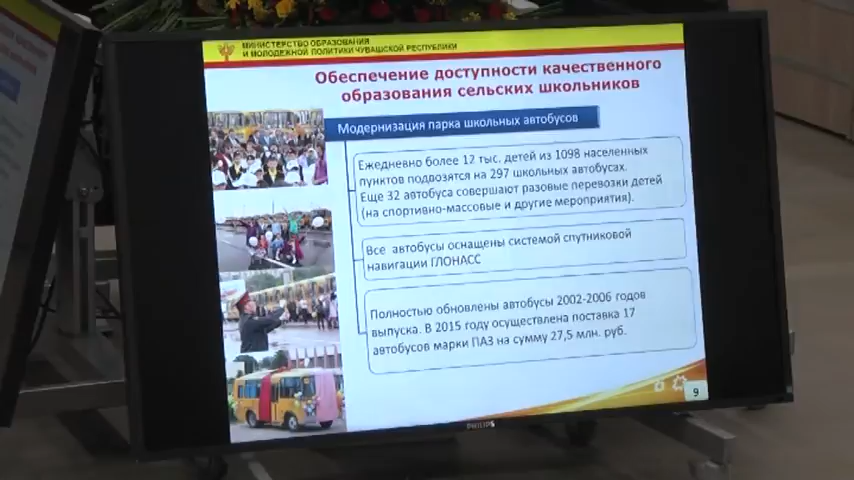 МИНИСТЕРСТВО ОБРАЗОВАНИЯ
И МОЛОДЕЖНОЙ ПОЛИТИКИ ЧУВАШСКОЙ РЕСПУБЛИКИ
Обеспечение доступности качественного
образования сельских школьников
Модернизация парка школьных автобусов
Ежедневно более 12 тыс. детей из 1098 населенных
пунктов подвозятся на 297 школьных автобусах.
Еще 32 автобуса совершают разовые перевозки детей
(на спортивно-массовые и другие мероприятия).
Все автобусы оснащены системой спутниковой
навигации ГЛОНАСС
Полностью обновлены автобусы 2002-2006 годов
выпуска. В 2015 году осуществлена поставка 17
автобусов марки ПАЗ на сумму 27,5 млн. руб.
9
PHILIPS